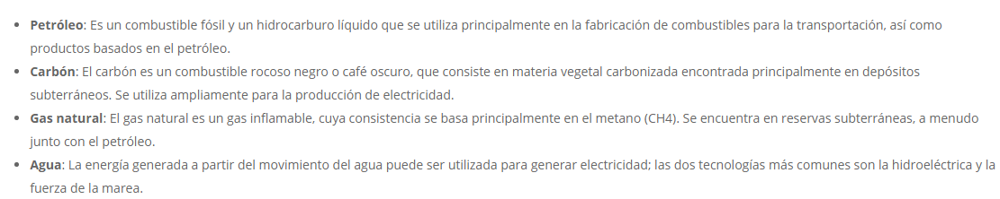 • Petróleo: Es un combustible fósil y un hidrocarburo líquido que se utiliza principalmente en la fabricación de combustibles para la transportación, así como
productos basados en el petróleo.
• Carbón: El carbón es un combustible rocoso negro o café oscuro, que consiste en materia vegetal carbonizada encontrada principalmente en depósitos
subterráneos. Se utiliza ampliamente para la producción de electricidad.
• Gas natural: El gas natural es un gas inflamable, cuya consistencia se basa principalmente en el metano (CH4). Se encuentra en reservas subterráneas, a menudo
junto con el petróleo.
• Agua: La energía generada a partir del movimiento del agua puede ser utilizada para generar electricidad; las dos tecnologías más comunes son la hidroeléctrica y la
fuerza de la marea.